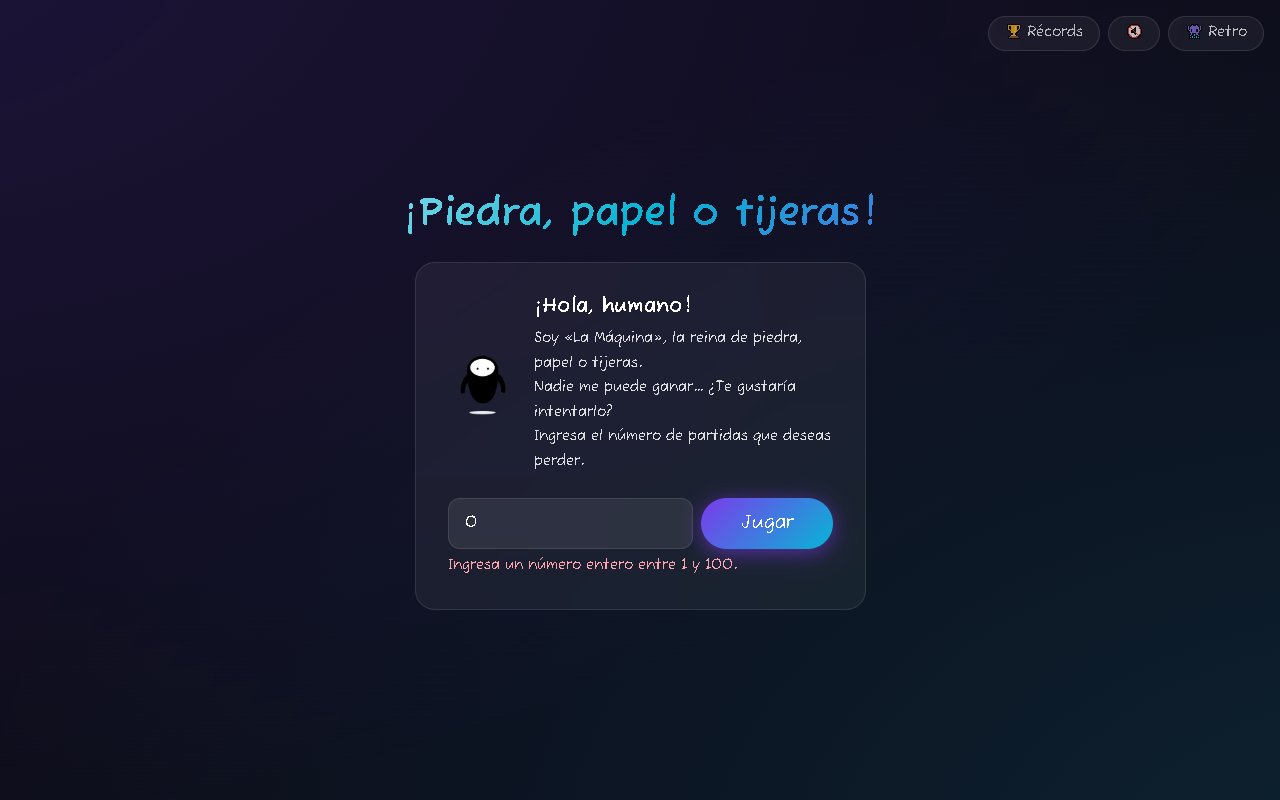 Récords
Retro
¡Piedra, papel o tijeras!
¡Hola, humano!
Soy «La Máquina», la reina de piedra,
papel o tijeras.
Nadie me puede ganar... ¿Te gustaría
intentarlo?
Ingresa el número de partidas que deseas
perder.
0
Jugar
Ingresa un número entero entre 1 y 100.